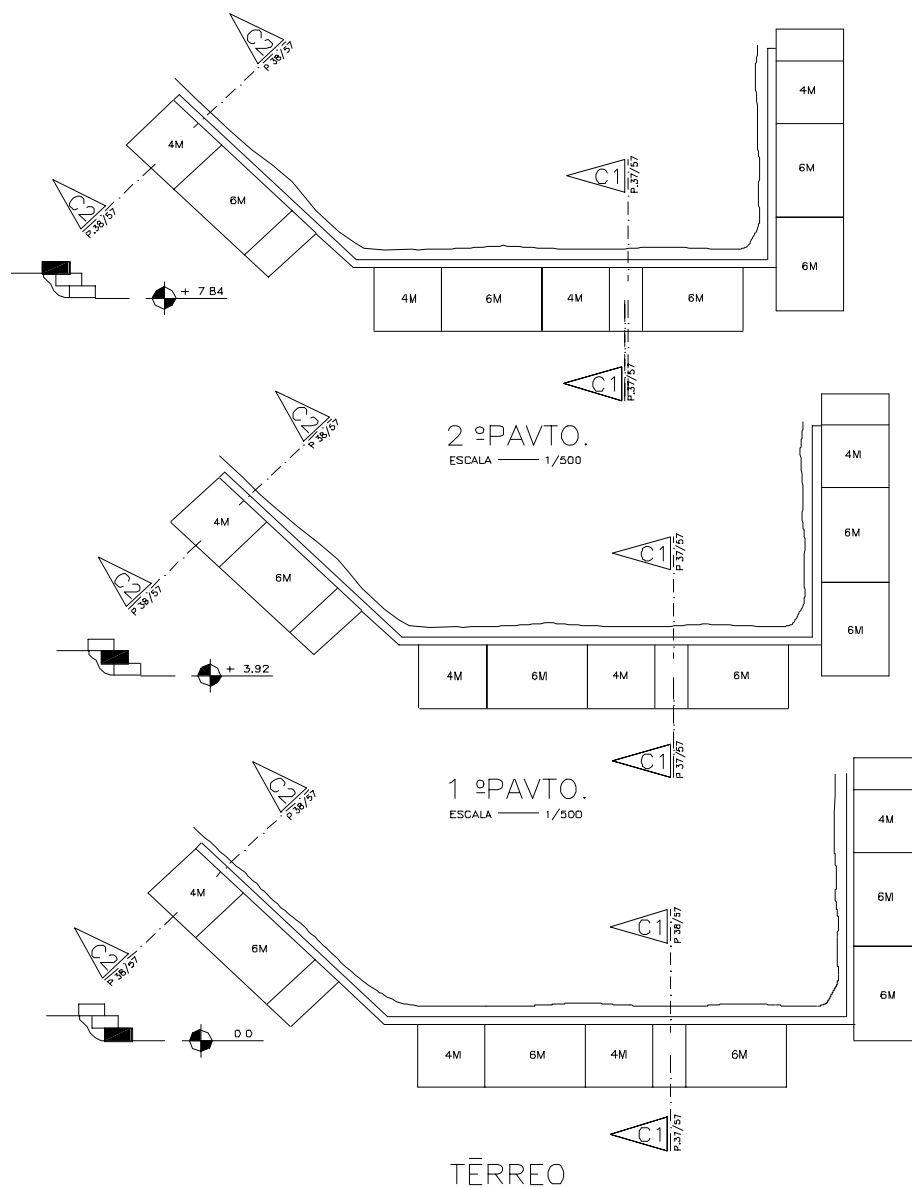 C2
P.38/57
4M
4M
6M
C1
P.37/57
6M
C2
P.38/57
6M
+ 7 84
4M
6M
4M
6M
C1
P.37/57
2 ºPAVTO.
ESCALA 1/500
C2
P.38/57
4M
4M
C1
P.37/57
6M
C2
P.38/57
6M
6M
+ 3.92
4M
6M
4M
6M
C1
P.37/57
1 ºPAVTO.
ESCALA 1/500
C2
P.38/57
4M
4M
6M
C1
P.38/57
C2
P.38/57
6M
6M
0 0
4M
6M
4M
6M
C1
P.37/57
TĒRREO